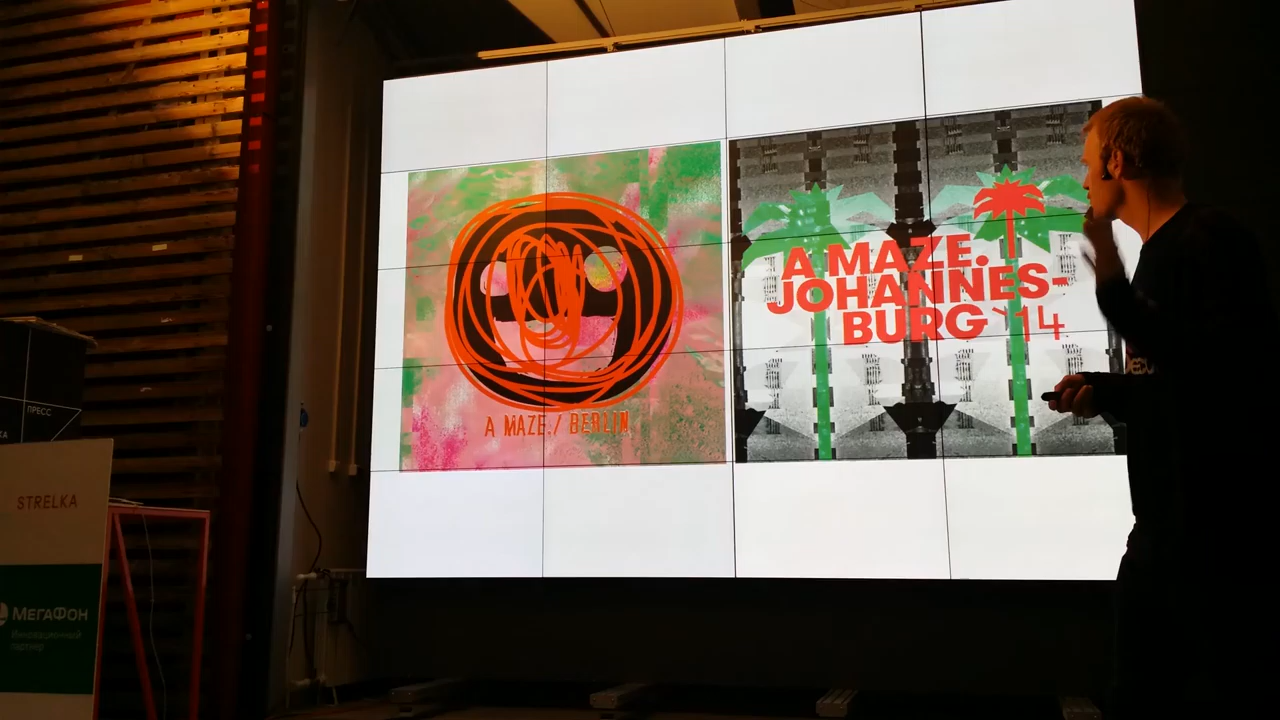 A MAZE./ BERLIN
A MAZE.
JOHANNES-
BURG`14
ПРЕСС
STRELKA
МЕГАФОН
Инновационный
партнер